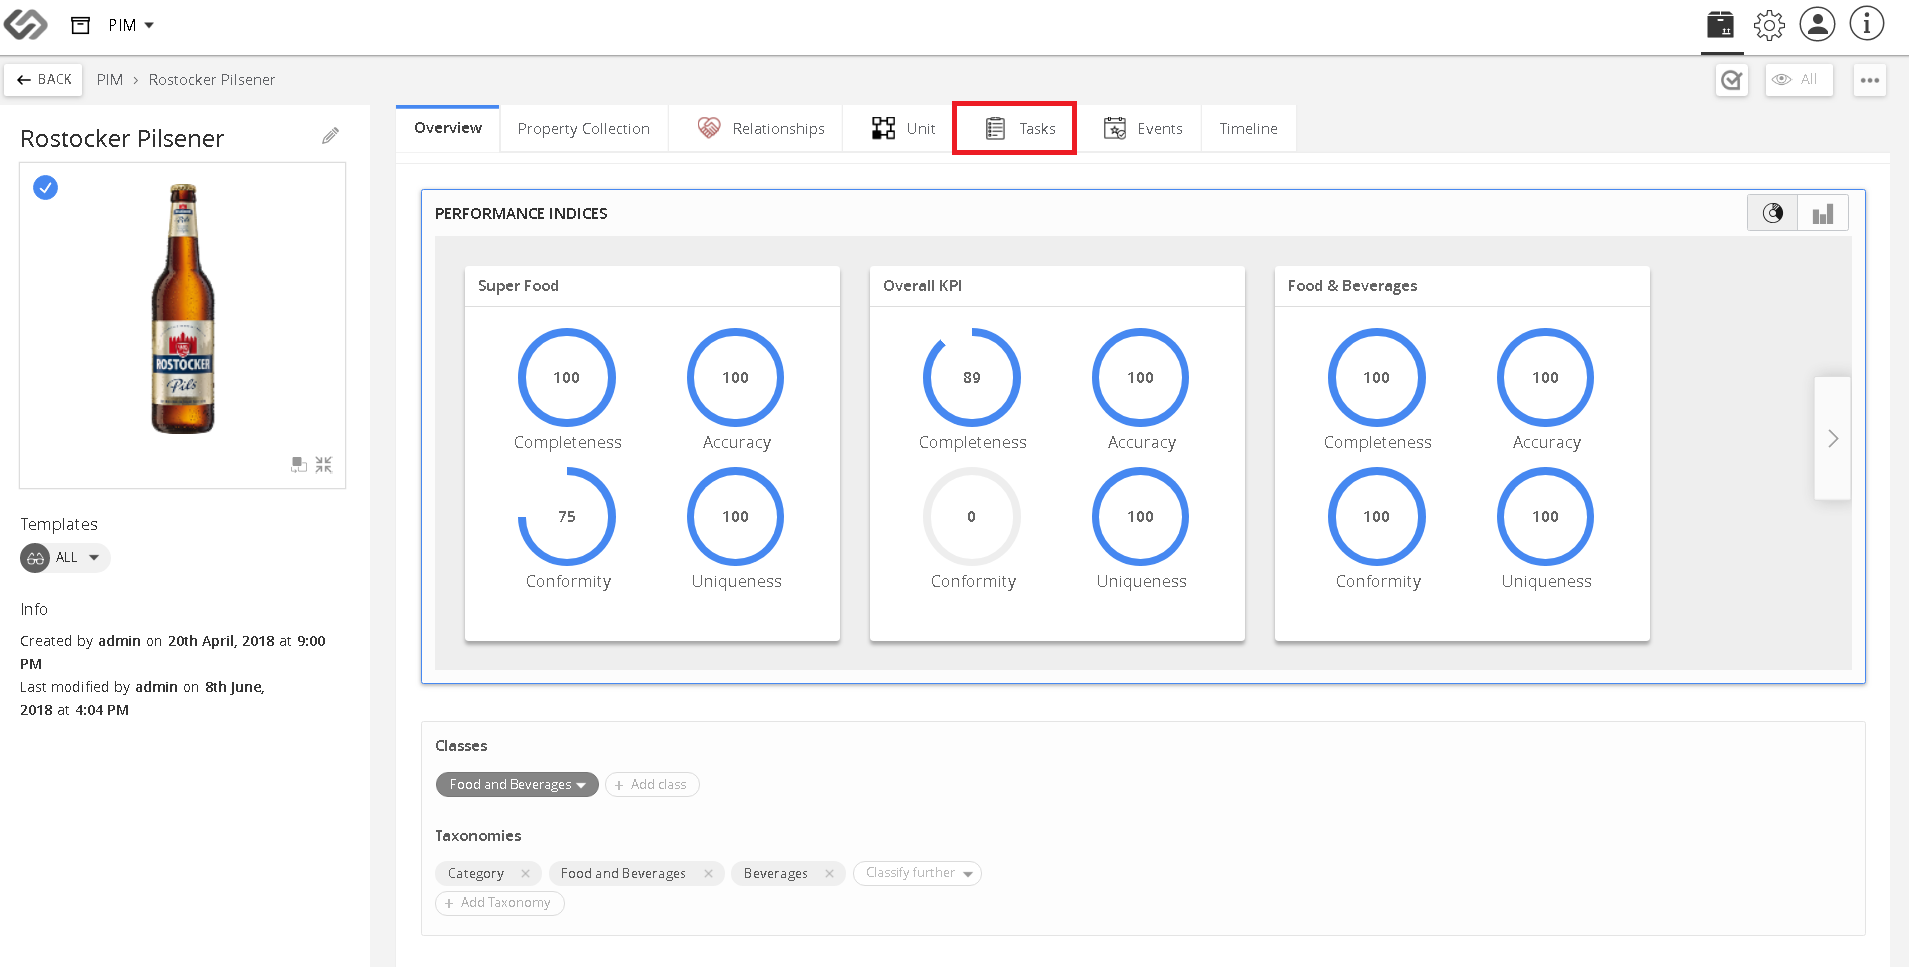 PIM
BACK
PIM > Rostocker Pilsener
All
Rostocker Pilsener
ROSTOCKER
Pils
Templates
ALL
Info
Created by admin on 20th April, 2018 at 9:00
PM
Last modified by admin on 8th June,
2018 at 4:04 PM
Overview
Property Collection
Relationships
Unit
Tasks
Events
Timeline
PERFORMANCE INDICES
Super Food
100
100
Completeness
Accuracy
75
100
Conformity
Uniqueness
Overall KPI
89
100
Completeness
Accuracy
0
100
Conformity
Uniqueness
Food & Beverages
100
100
Completeness
Accuracy
100
100
Conformity
Uniqueness
Classes
Food and Beverages
+ Add class
Taxonomies
Category × Food and Beverages × Beverages × Classify further
+ Add Taxonomy